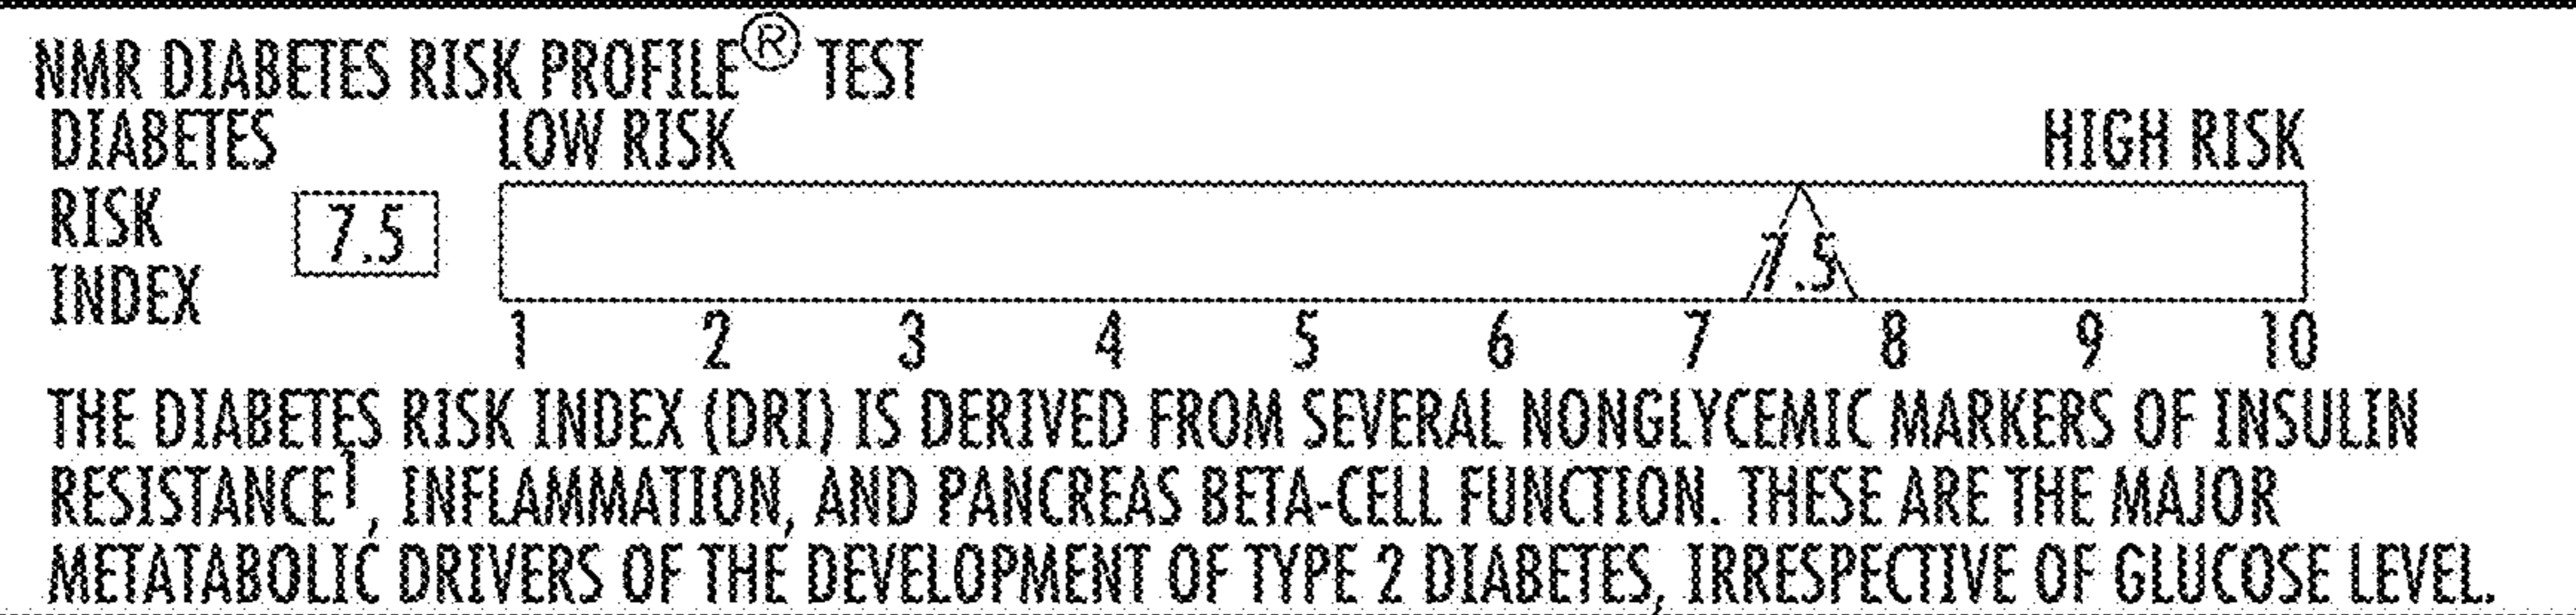 NMR DIABETES RISK PROFILE® TEST
DIABETES LOW RISK HIGH RISK
RISK 7.5 7.5
INDEX
1 2 3 4 5 6 7 8 9 10
THE DIABETES RISK INDEX (DRI) IS DERIVED FROM SEVERAL NONGLYCEMIC MARKERS OF INSULIN
RESISTANCE¹, INFLAMMATION, AND PANCREAS BETA-CELL FUNCTION. THESE ARE THE MAJOR
METATABOLIC DRIVERS OF THE DEVELOPMENT OF TYPE 2 DIABETES, IRRESPECTIVE OF GLUCOSE LEVEL.